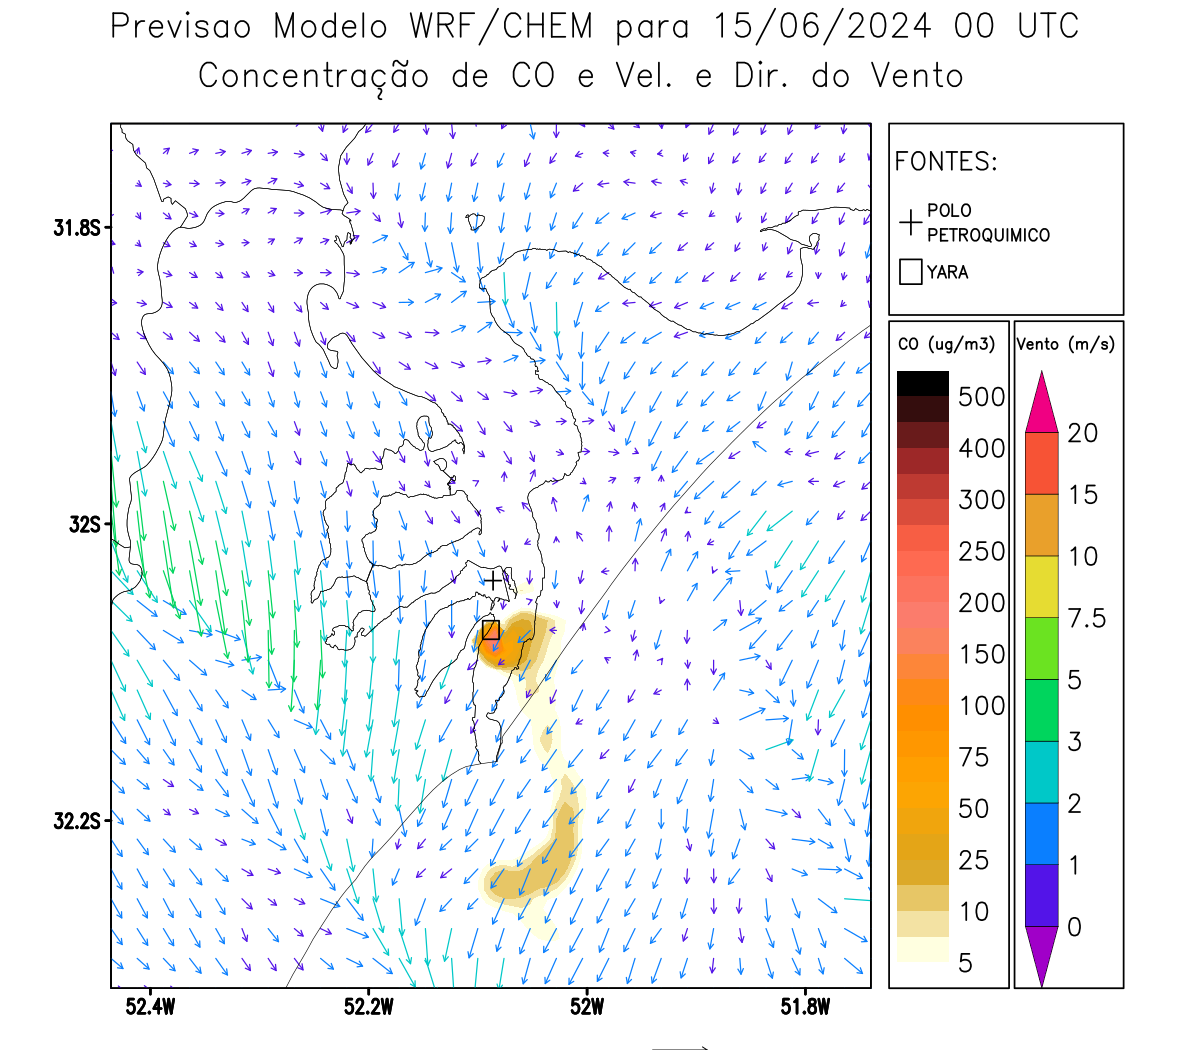 Previsao Modelo WRF/CHEM para 15/06/2024 00 UTC
Concentração de CO e Vel. e Dir. do Vento
FONTES:
POLO
PETROQUIMICO
YARA
31.8S
32S
32.2S
52.4W
52.2W
52W
51.8W
CO (ug/m3)
500
400
300
250
200
150
100
75
50
25
10
5
Vento (m/s)
20
15
10
7.5
5
3
2
1
0